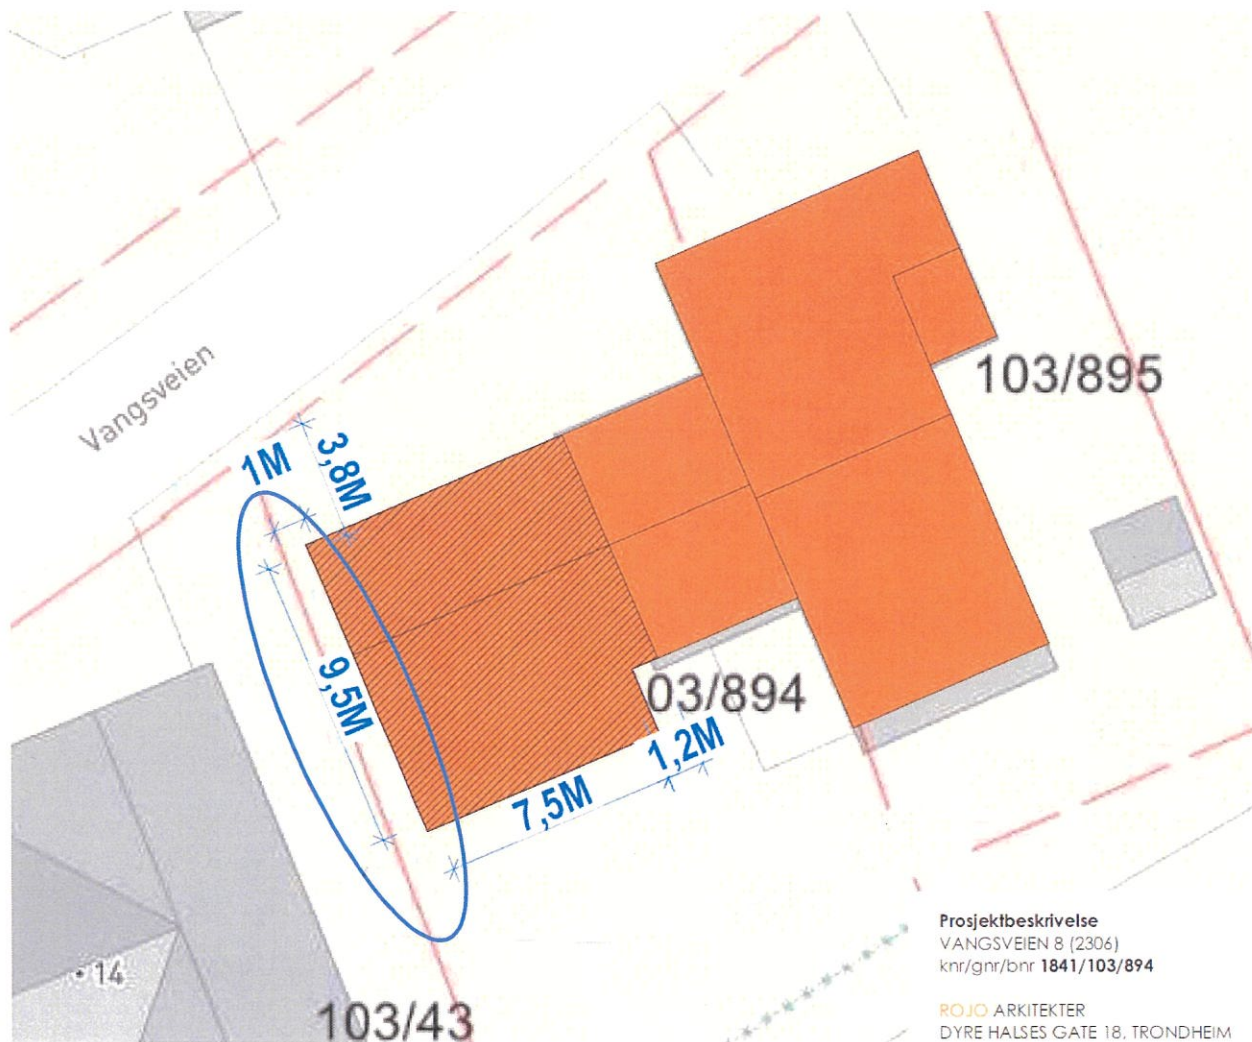 103/895
Vangsveien
3,8M
1M
9,5M
03/894
1,2M
7,5M
14
103/43
Prosjektbeskrivelse
VANGSVEIEN 8 (2306)
knr/gnr/bnr 1841/103/894
ROJO ARKITEKTER
DYRE HALSES GATE 18, TRONDHEIM